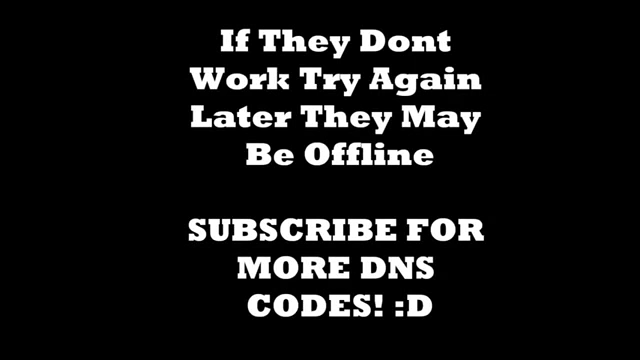 If They Dont
Work Try Again
Later They May
Be Offline
SUBSCRIBE FOR
MORE DNS
CODES! :D